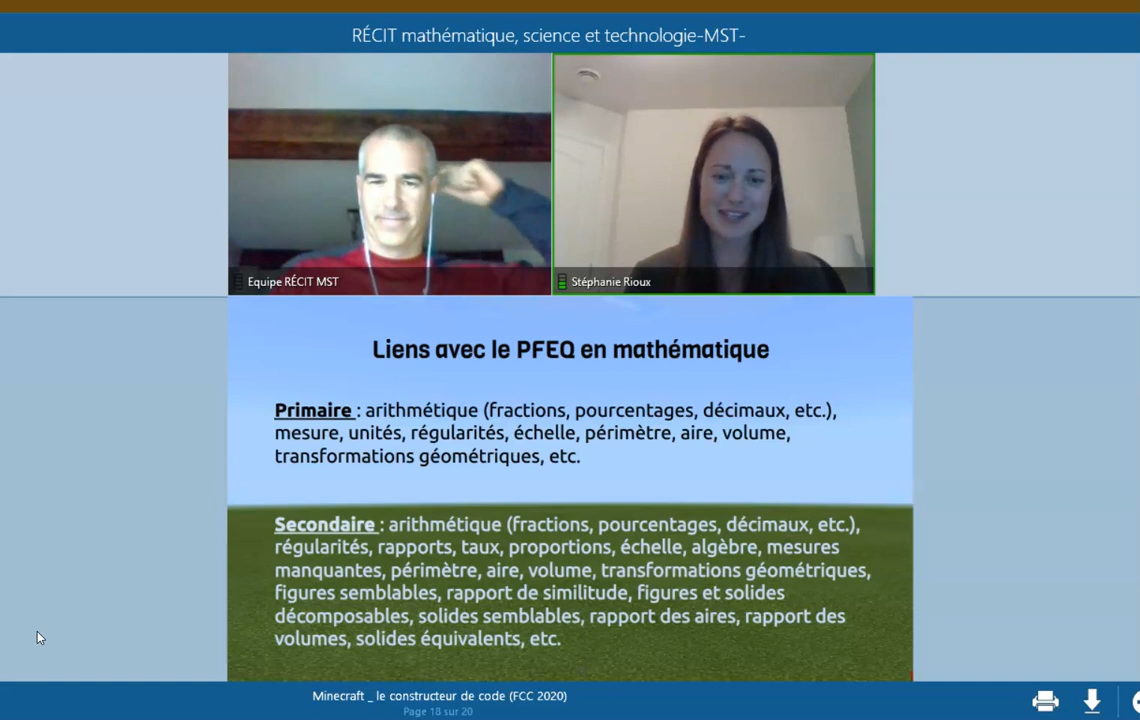 RÉCIT mathématique, science et technologie-MST-
Equipe RÉCIT MST
Stéphanie Rioux
Liens avec le PFEQ en mathématique
Primaire : arithmétique (fractions, pourcentages, décimaux, etc.),
mesure, unités, régularités, échelle, périmètre, aire, volume,
transformations géométriques, etc.
Secondaire : arithmétique (fractions, pourcentages, décimaux, etc.),
régularités, rapports, taux, proportions, échelle, algèbre, mesures
manquantes, périmètre, aire, volume, transformations géométriques,
figures semblables, rapport de similitude, figures et solides
décomposables, solides semblables, rapport des aires, rapport des
volumes, solides équivalents, etc.
Minecraft _ le constructeur de code (FCC 2020)
Page 18 sur 20